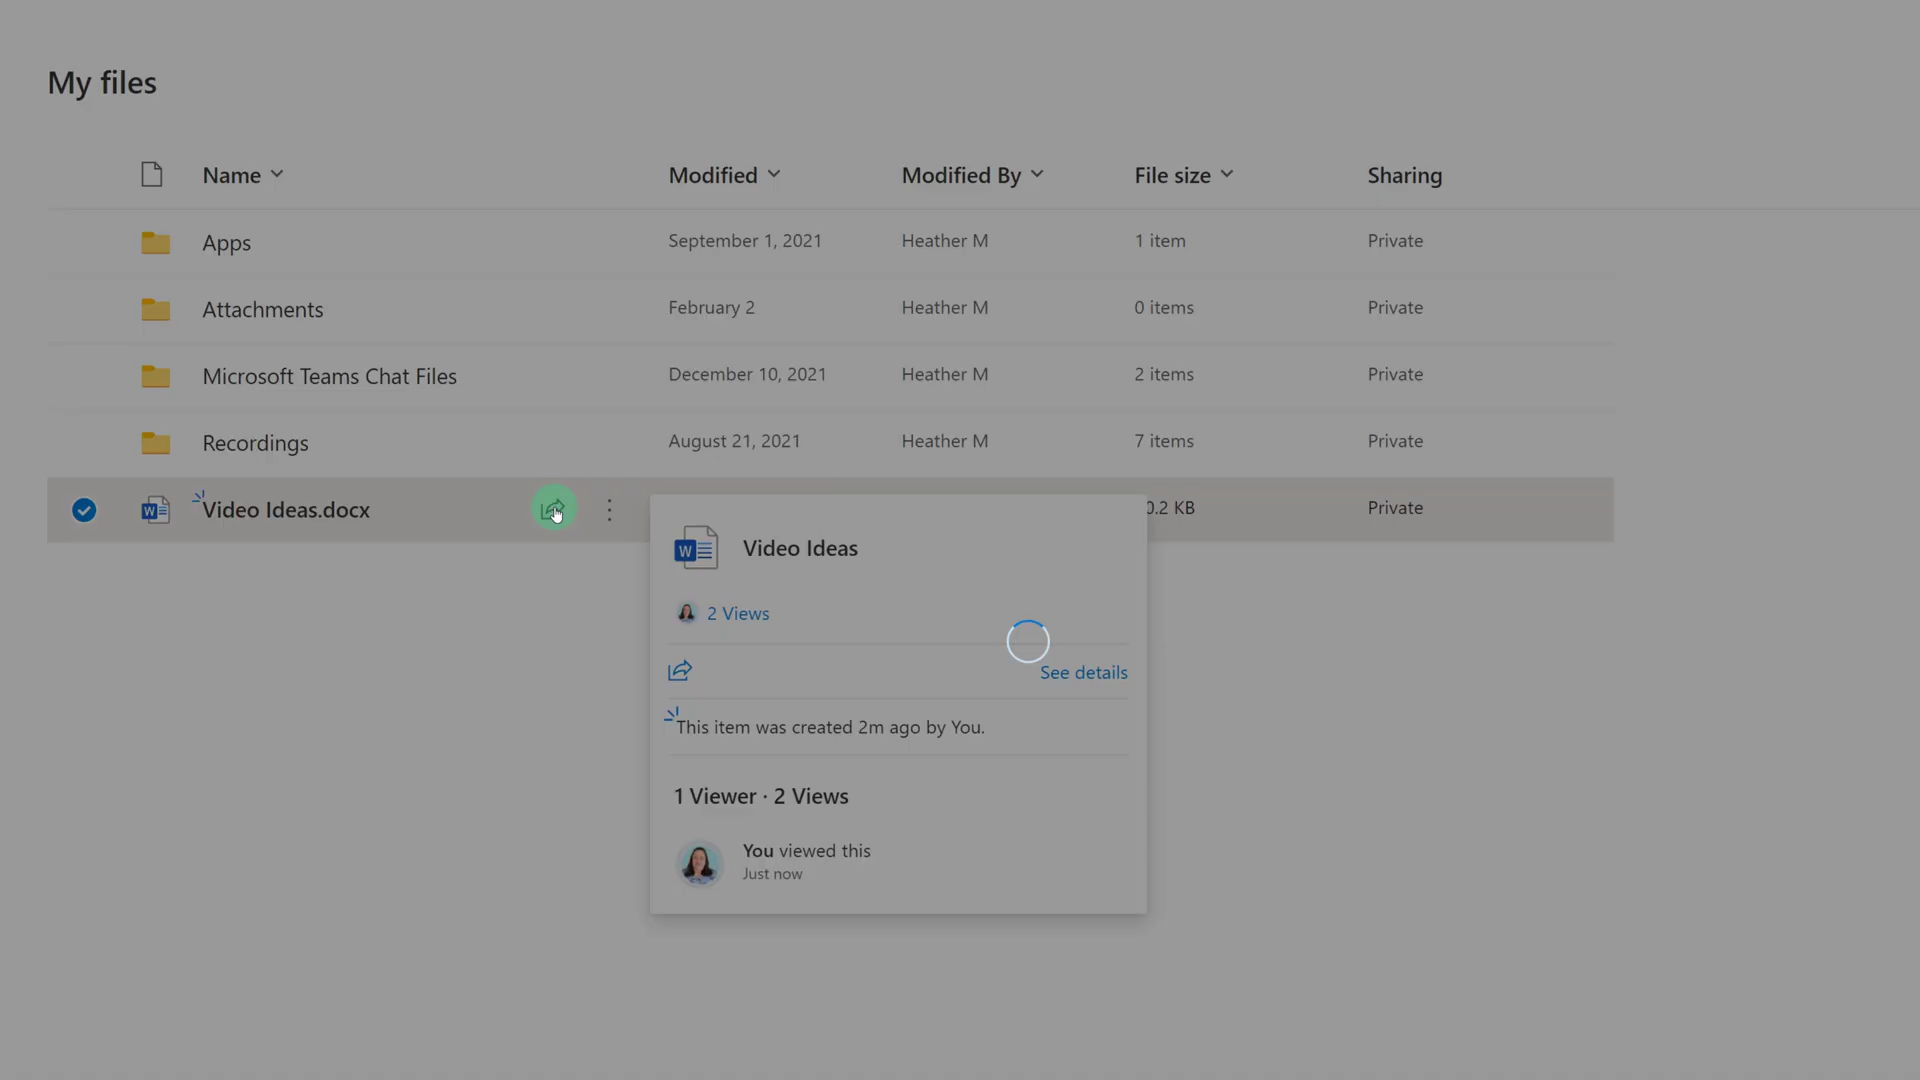 My files
Name Modified Modified By File size Sharing
Apps September 1, 2021 Heather M 1 item Private
Attachments February 2 Heather M 0 items Private
Microsoft Teams Chat Files December 10, 2021 Heather M 2 items Private
Recordings August 21, 2021 Heather M 7 items Private
W Video Ideas.docx 0.2 KB Private
W Video Ideas
2 Views
See details
This item was created 2m ago by You.
1 Viewer · 2 Views
You viewed this
Just now